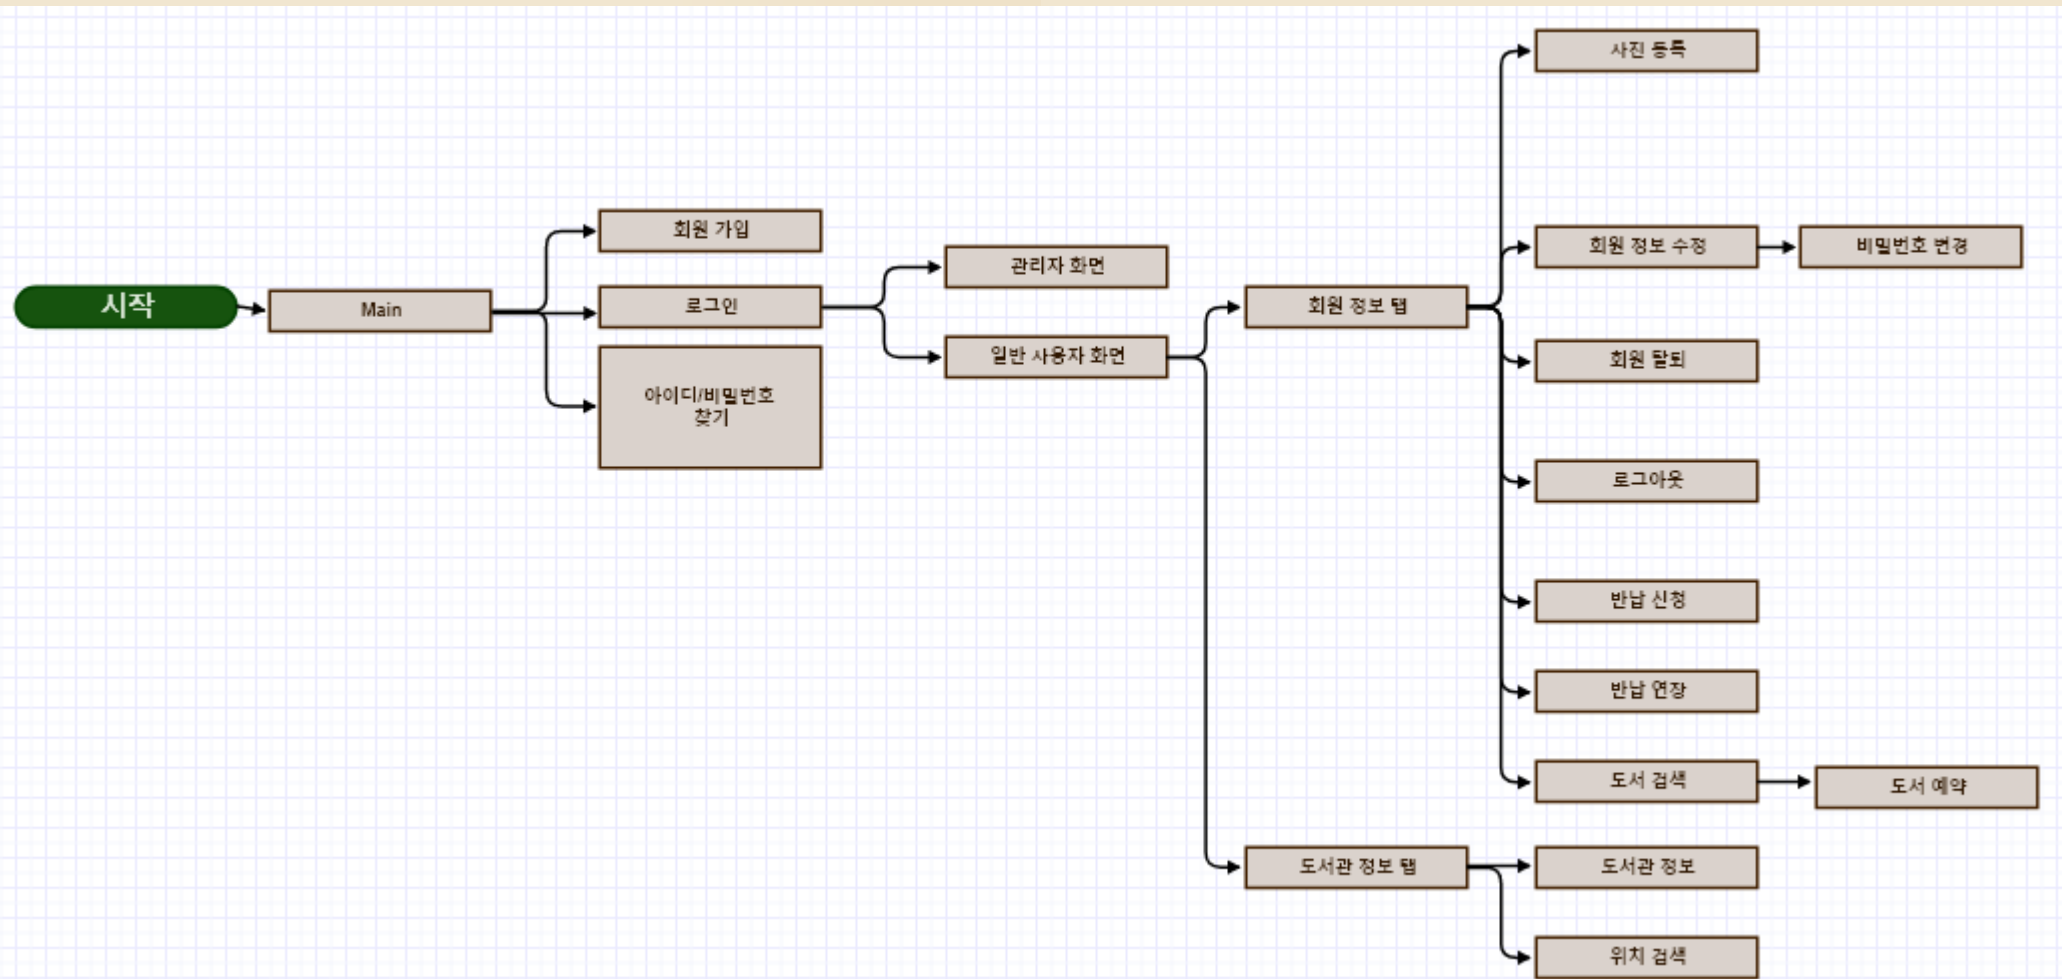 시작
Main
회원 가입
로그인
아이디/비밀번호
찾기
관리자 화면
일반 사용자 화면
회원 정보 탭
도서관 정보 탭
사진 등록
회원 정보 수정
비밀번호 변경
회원 탈퇴
로그아웃
반납 신청
반납 연장
도서 검색
도서 예약
도서관 정보
위치 검색